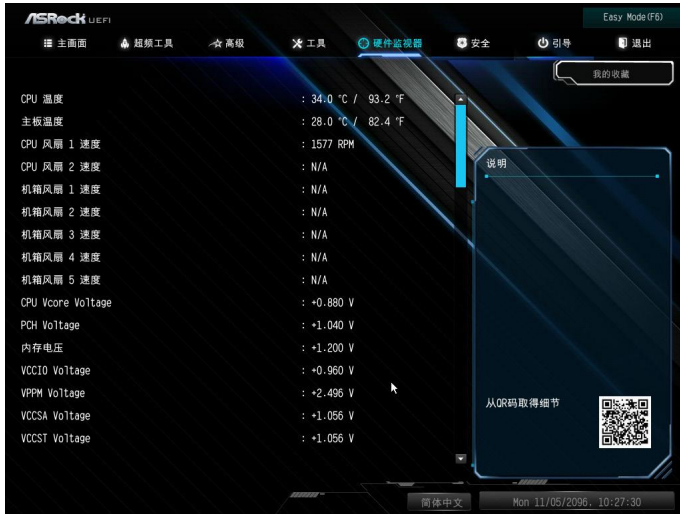 ASRock UEFI
Easy Mode(F6)
主画面 超频工具 高级 工具 硬件监视器 安全 引导 退出
我的收藏
CPU 温度 : 34.0 °C / 93.2 °F
主板温度 : 28.0 °C / 82.4 °F
CPU 风扇 1 速度 : 1577 RPM
CPU 风扇 2 速度 : N/A
机箱风扇 1 速度 : N/A
机箱风扇 2 速度 : N/A
机箱风扇 3 速度 : N/A
机箱风扇 4 速度 : N/A
机箱风扇 5 速度 : N/A
CPU Vcore Voltage : +0.880 V
PCH Voltage : +1.040 V
内存电压 : +1.200 V
VCCIO Voltage : +0.960 V
VPPM Voltage : +2.496 V
VCCSA Voltage : +1.056 V
VCCST Voltage : +1.056 V
说明
从QR码取得细节
简体中文
Mon 11/05/2096. 10:27:30